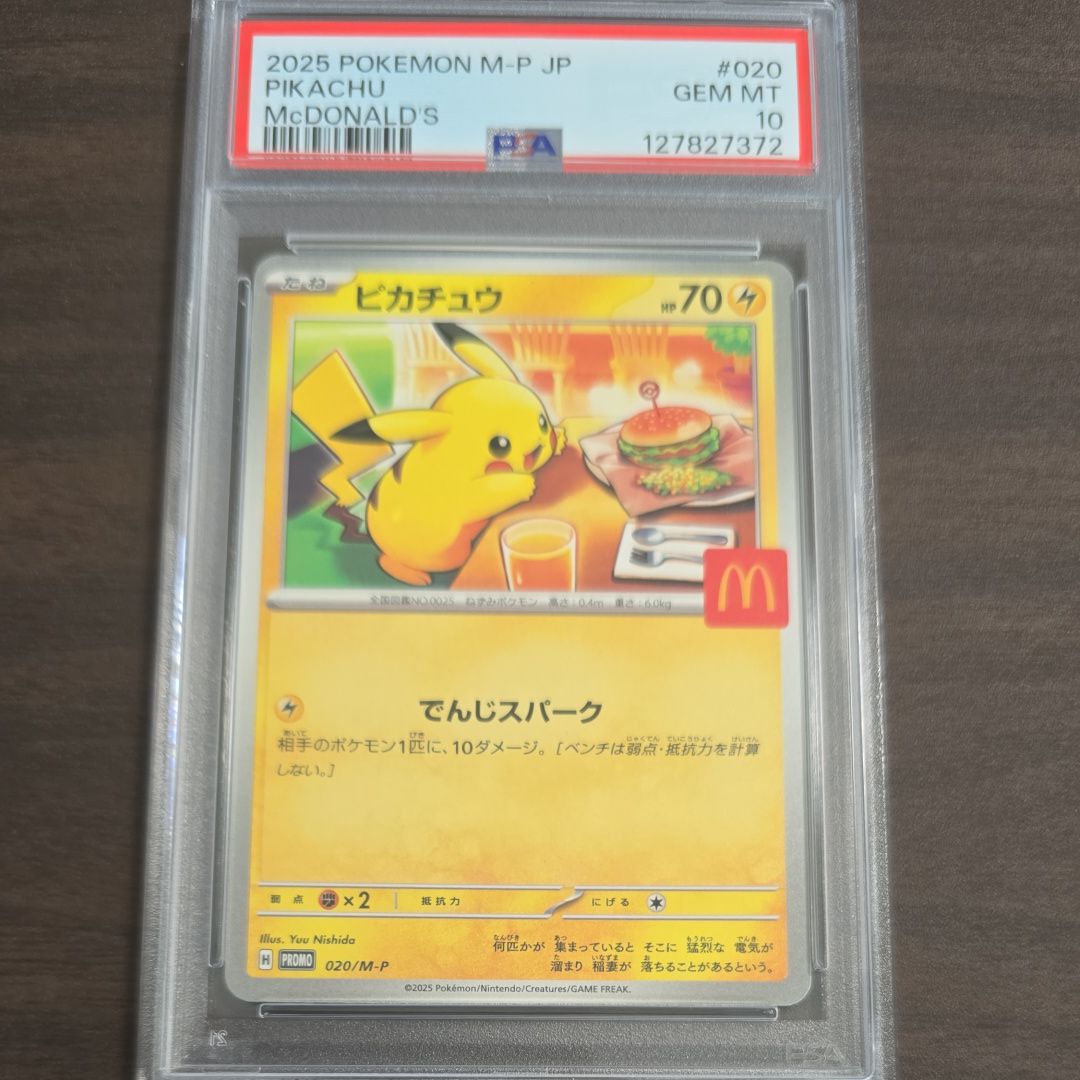 2025 POKEMON M-P JP #020
PIKACHU GEM MT
McDONALD'S 10
PSA 127827372
たね ピカチュウ HP70
全国図鑑NO.0025 ねずみポケモン 高さ：0.4m 重さ：6.0kg
でんじスパーク
相手のポケモン1匹に、10ダメージ。［ベンチは弱点・抵抗力を計算
しない。］
弱点 ×2 抵抗力 にげる
Illus. Yuu Nishida
何匹かが 集まっていると そこに 猛烈な 電気が
溜まり 稲妻が 落ちることがあるという。
H PROMO 020/M-P
©2025 Pokémon/Nintendo/Creatures/GAME FREAK.